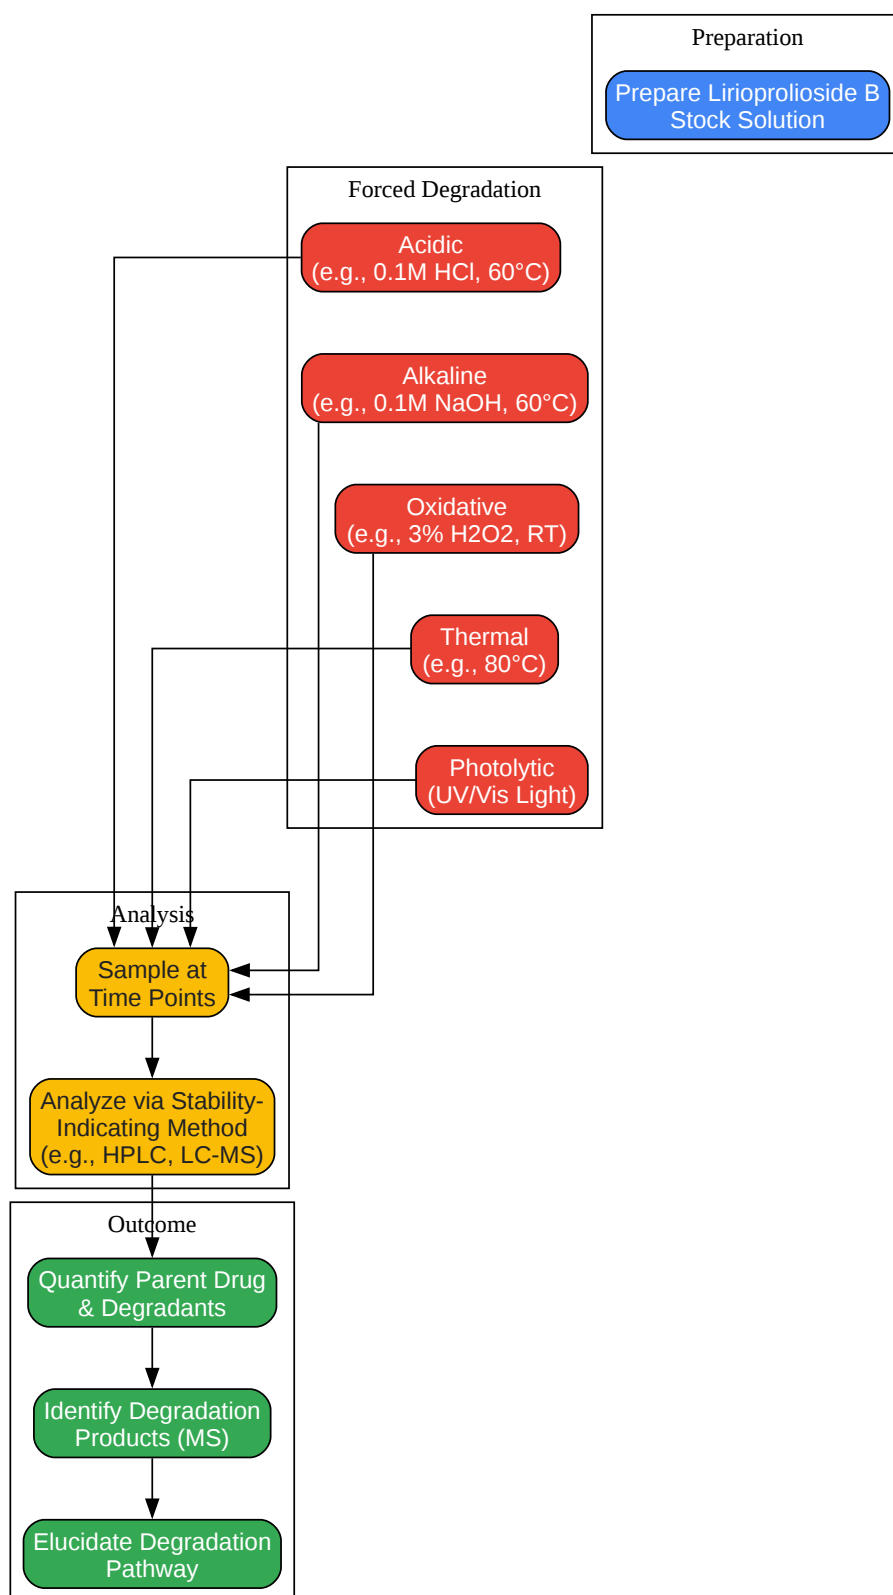 Preparation
Prepare Lirioprolioside B
Stock Solution
Forced Degradation
Acidic
(e.g., 0.1M HCl, 60°C)
Alkaline
(e.g., 0.1M NaOH, 60°C)
Oxidative
(e.g., 3% H2O2, RT)
Thermal
(e.g., 80°C)
Photolytic
(UV/Vis Light)
Analysis
Sample at
Time Points
Analyze via Stability-
Indicating Method
(e.g., HPLC, LC-MS)
Outcome
Quantify Parent Drug
& Degradants
Identify Degradation
Products (MS)
Elucidate Degradation
Pathway